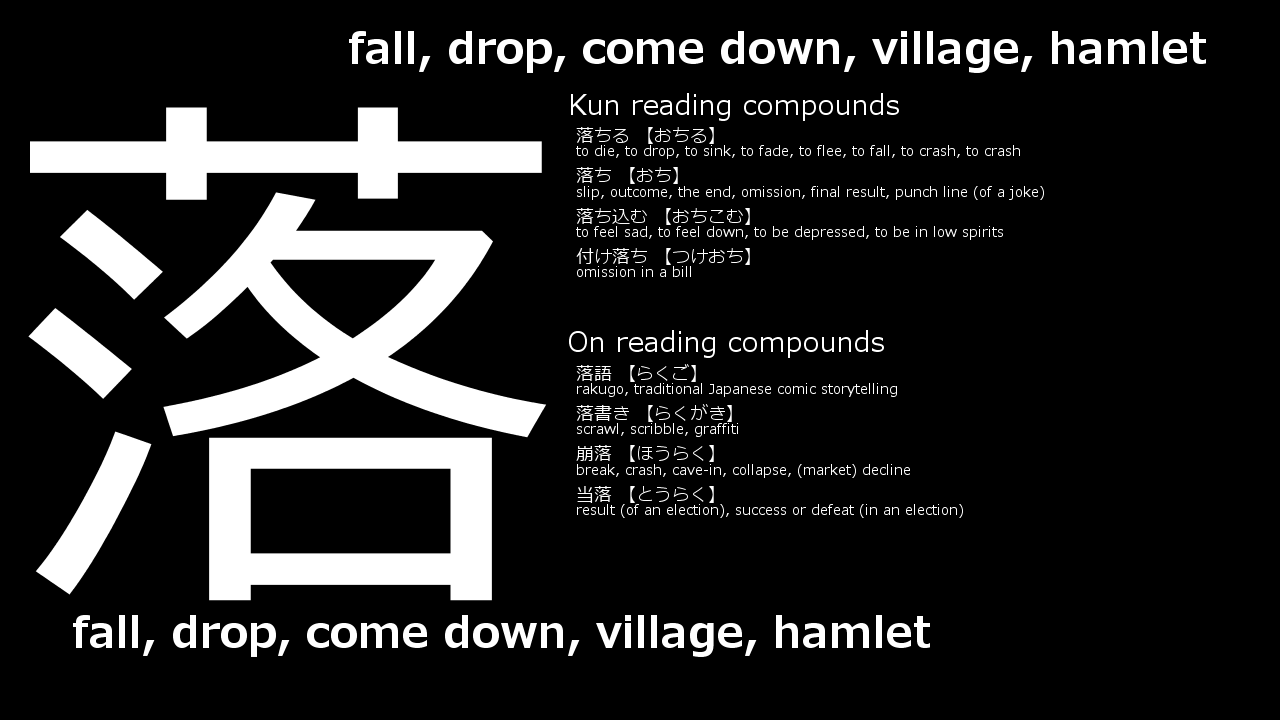 fall, drop, come down, village, hamlet
落
Kun reading compounds
落ちる 【おちる】
to die, to drop, to sink, to fade, to flee, to fall, to crash, to crash
落ち 【おち】
slip, outcome, the end, omission, final result, punch line (of a joke)
落ち込む 【おちこむ】
to feel sad, to feel down, to be depressed, to be in low spirits
付け落ち 【つけおち】
omission in a bill
On reading compounds
落語 【らくご】
rakugo, traditional Japanese comic storytelling
落書き 【らくがき】
scrawl, scribble, graffiti
崩落 【ほうらく】
break, crash, cave-in, collapse, (market) decline
当落 【とうらく】
result (of an election), success or defeat (in an election)
fall, drop, come down, village, hamlet